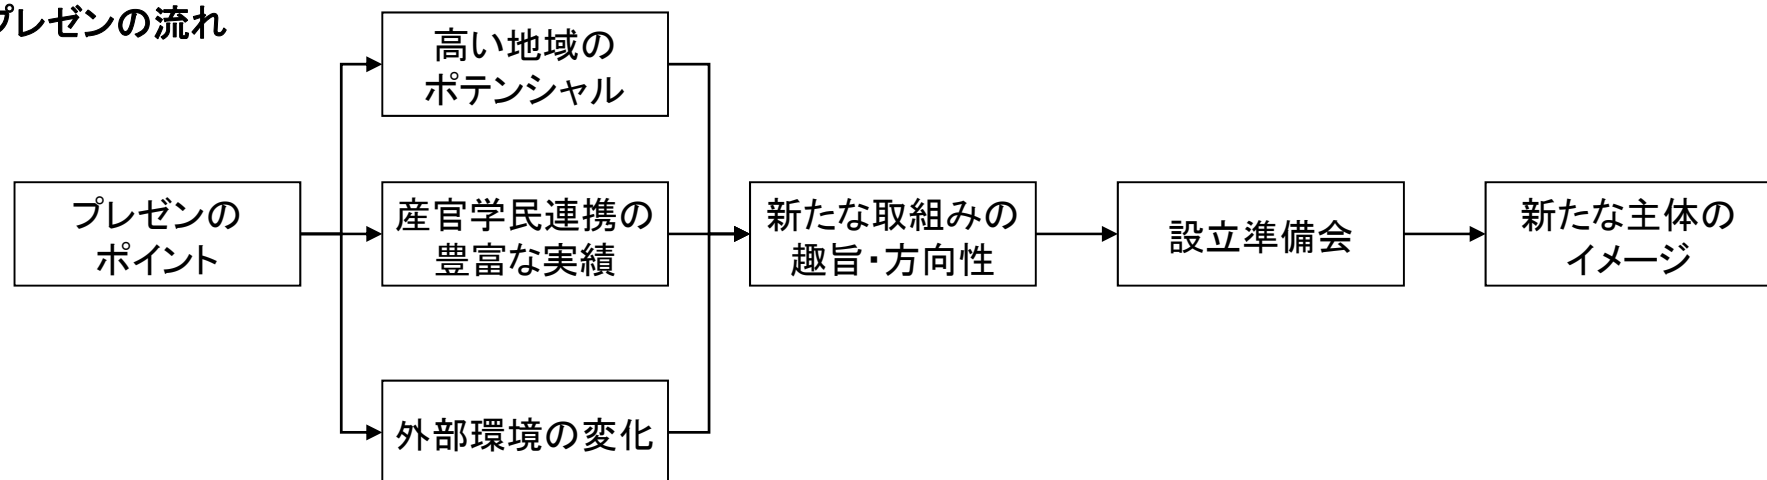 プレゼンの流れ
高い地域の
ポテンシャル
プレゼンの
ポイント
産官学民連携の
豊富な実績
新たな取組みの
趣旨・方向性
設立準備会
新たな主体の
イメージ
外部環境の変化